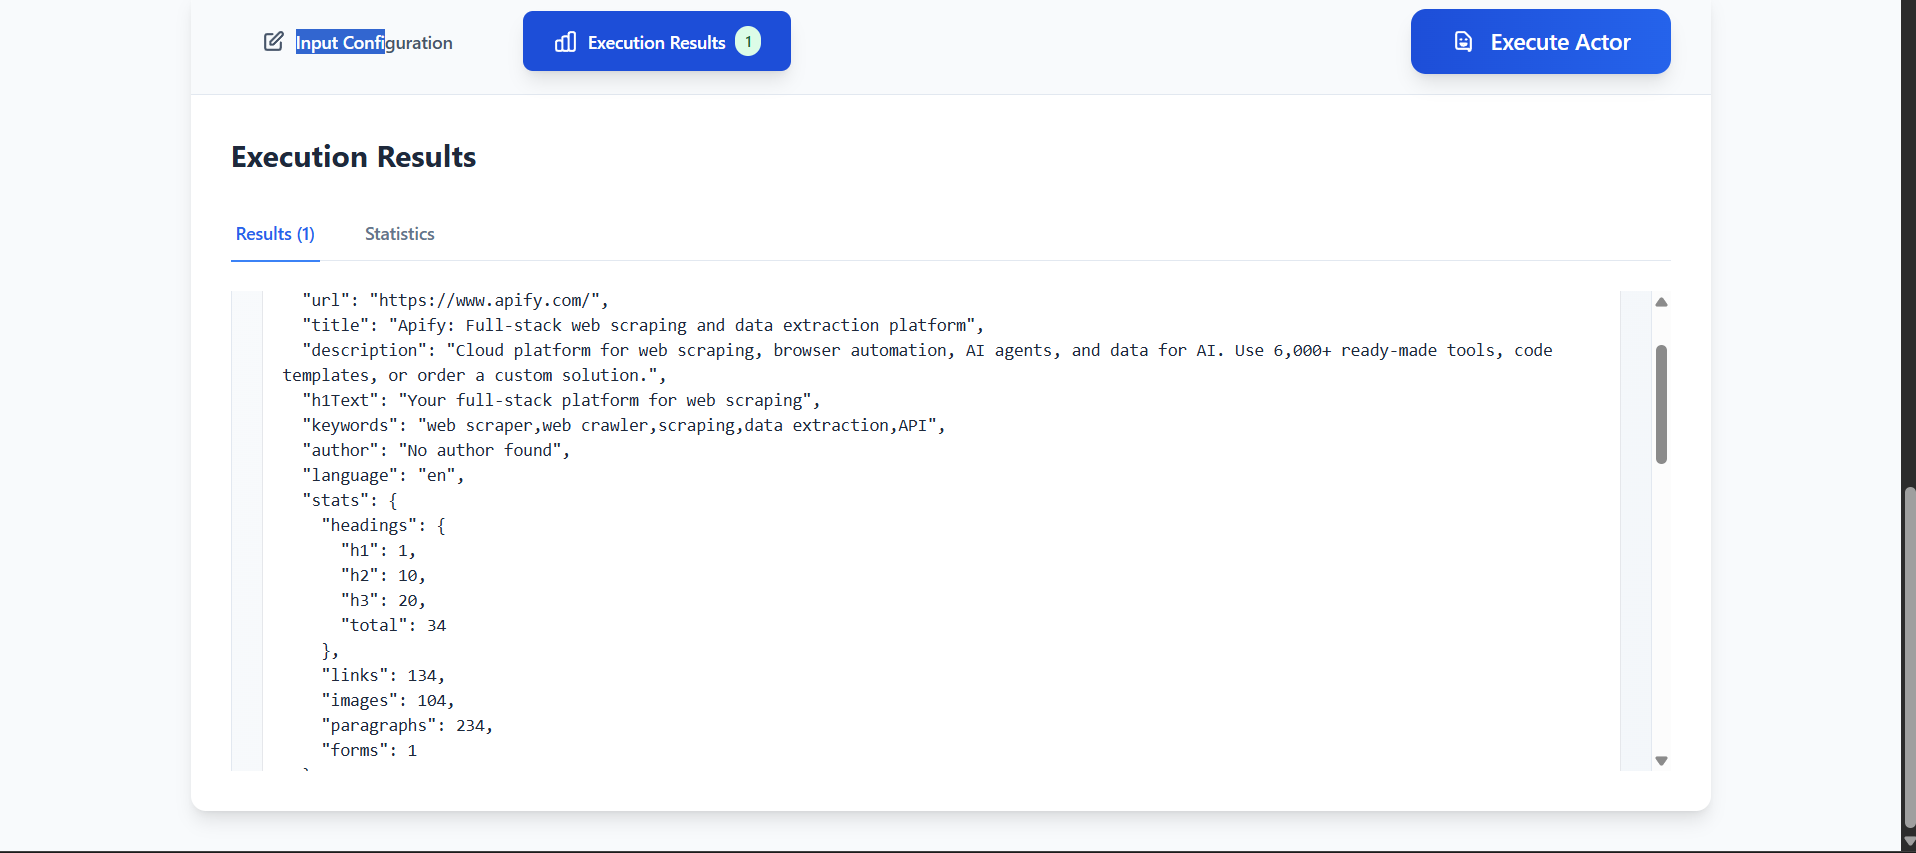 Input Configuration
Execution Results 1
Execute Actor
Execution Results
Results (1)
Statistics
"url": "https://www.apify.com/",
"title": "Apify: Full-stack web scraping and data extraction platform",
"description": "Cloud platform for web scraping, browser automation, AI agents, and data for AI. Use 6,000+ ready-made tools, code
templates, or order a custom solution.",
"h1Text": "Your full-stack platform for web scraping",
"keywords": "web scraper,web crawler,scraping,data extraction,API",
"author": "No author found",
"language": "en",
"stats": {
"headings": {
"h1": 1,
"h2": 10,
"h3": 20,
"total": 34
},
"links": 134,
"images": 104,
"paragraphs": 234,
"forms": 1